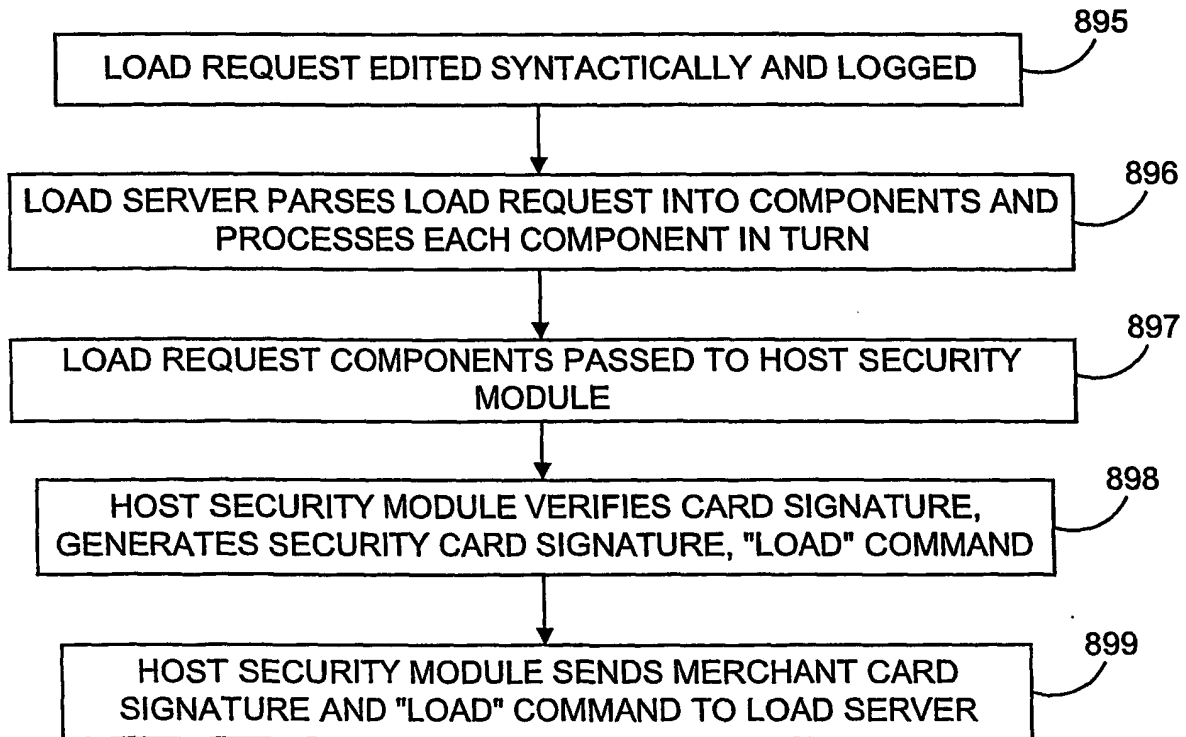 895
LOAD REQUEST EDITED SYNTACTICALLY AND LOGGED
896
LOAD SERVER PARSES LOAD REQUEST INTO COMPONENTS AND
PROCESSES EACH COMPONENT IN TURN
897
LOAD REQUEST COMPONENTS PASSED TO HOST SECURITY
MODULE
898
HOST SECURITY MODULE VERIFIES CARD SIGNATURE,
GENERATES SECURITY CARD SIGNATURE, "LOAD" COMMAND
899
HOST SECURITY MODULE SENDS MERCHANT CARD
SIGNATURE AND "LOAD" COMMAND TO LOAD SERVER